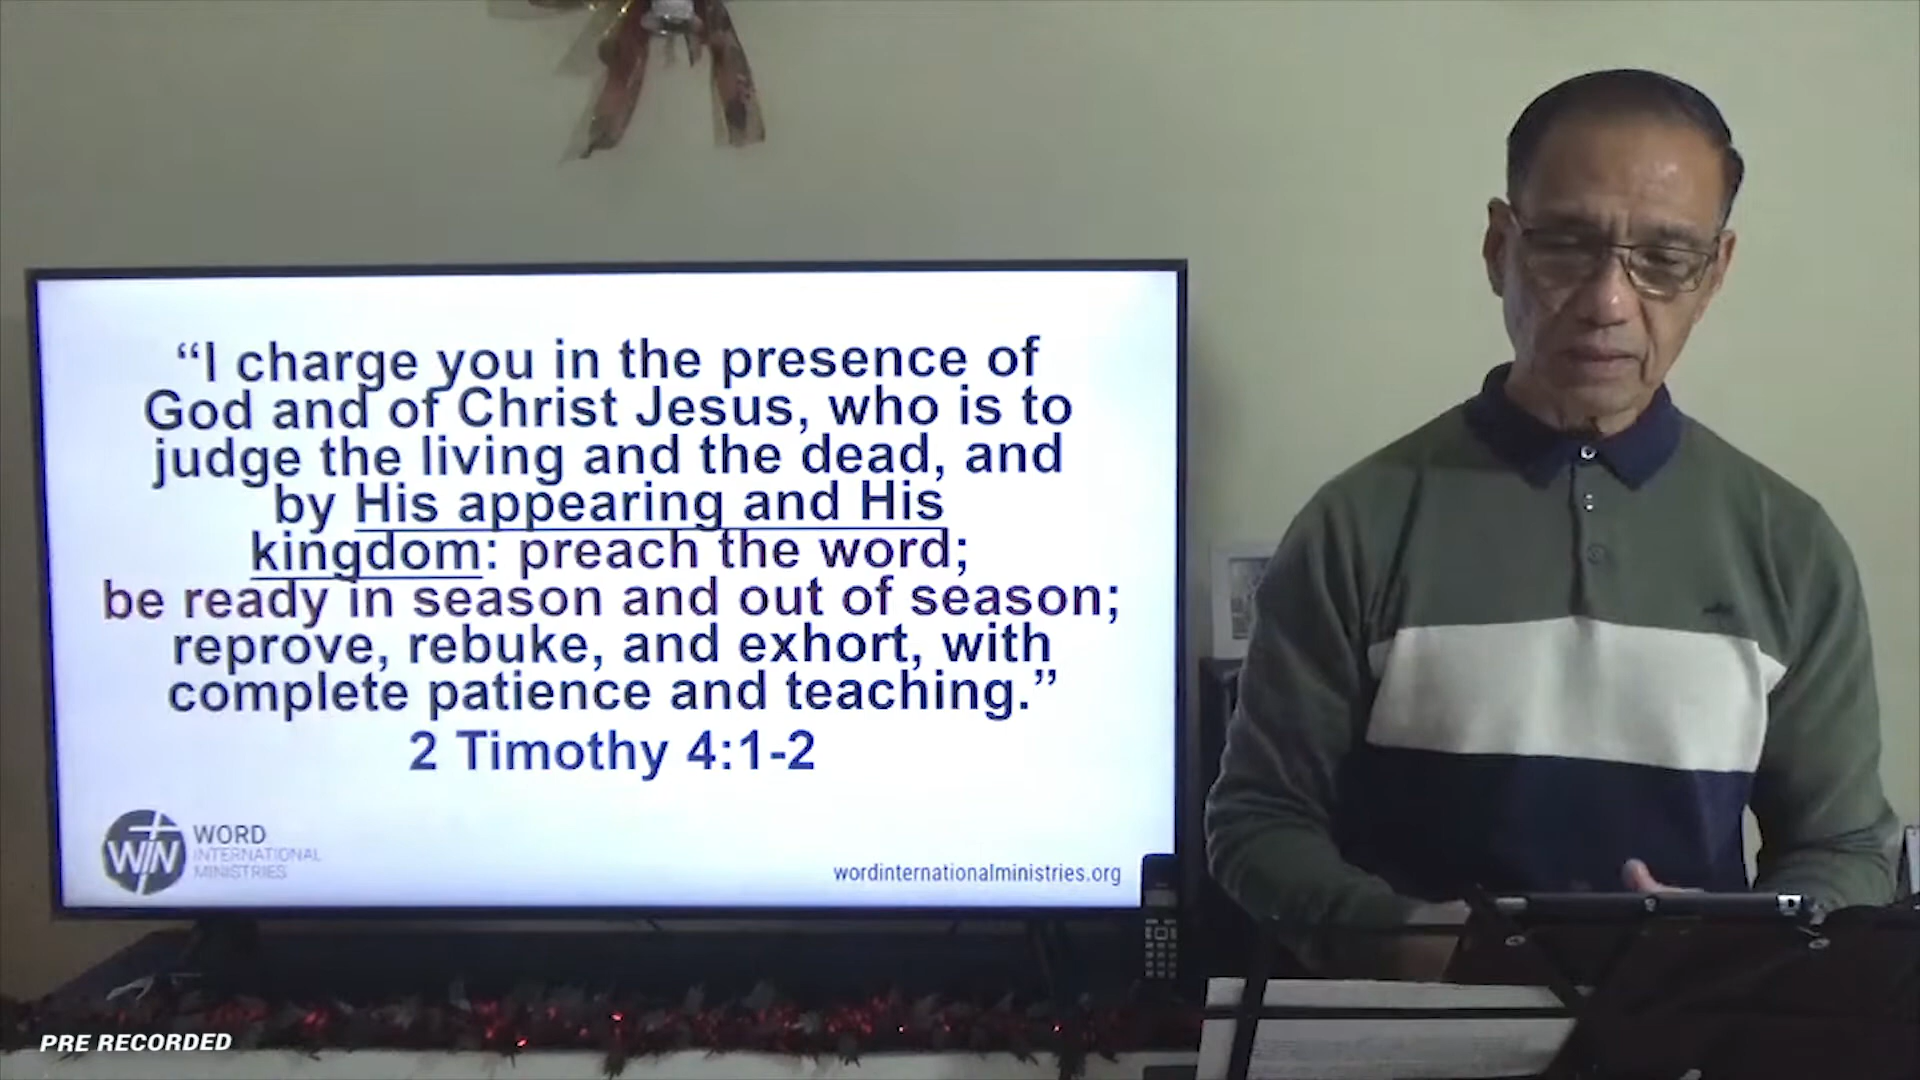 “I charge you in the presence of
God and of Christ Jesus, who is to
judge the living and the dead, and
by His appearing and His
kingdom: preach the word;
be ready in season and out of season;
reprove, rebuke, and exhort, with
complete patience and teaching.”
2 Timothy 4:1-2
WIN
WORD
INTERNATIONAL
MINISTRIES
wordinternationalministries.org
PRE RECORDED